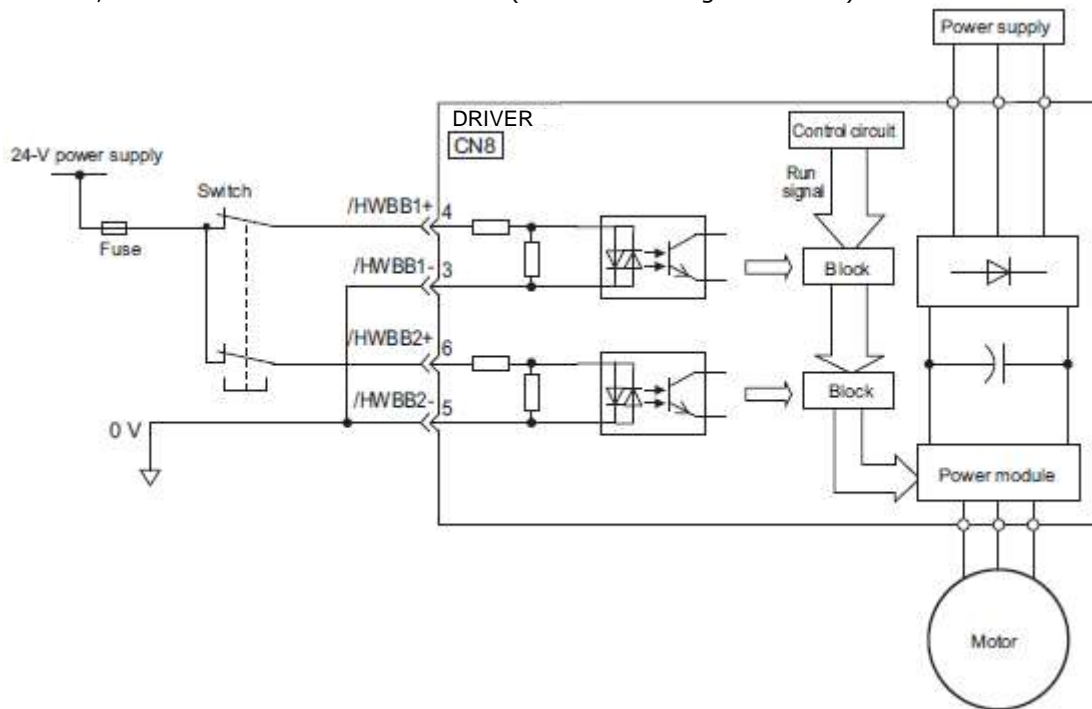 Power supply
DRIVER
CN8
Control circuit
24-V power supply
Run
signal
Switch
/HWBB1+ 4
Fuse
/HWBB1- 3
Block
/HWBB2+ 6
Block
/HWBB2- 5
0 V
Power module
Motor